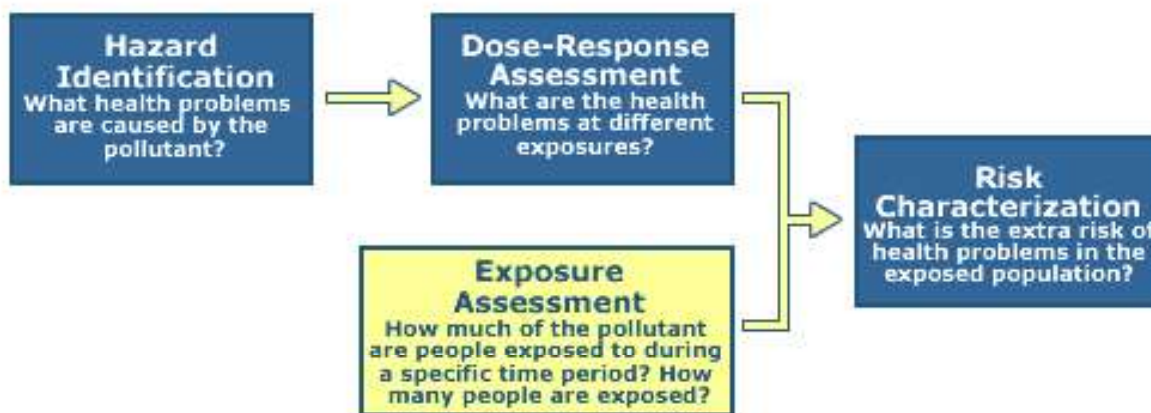 Hazard
Identification
What health problems
are caused by the
pollutant?
Dose-Response
Assessment
What are the health
problems at different
exposures?
Exposure
Assessment
How much of the pollutant
are people exposed to during
a specific time period? How
many people are exposed?
Risk
Characterization
What is the extra risk of
health problems in the
exposed population?